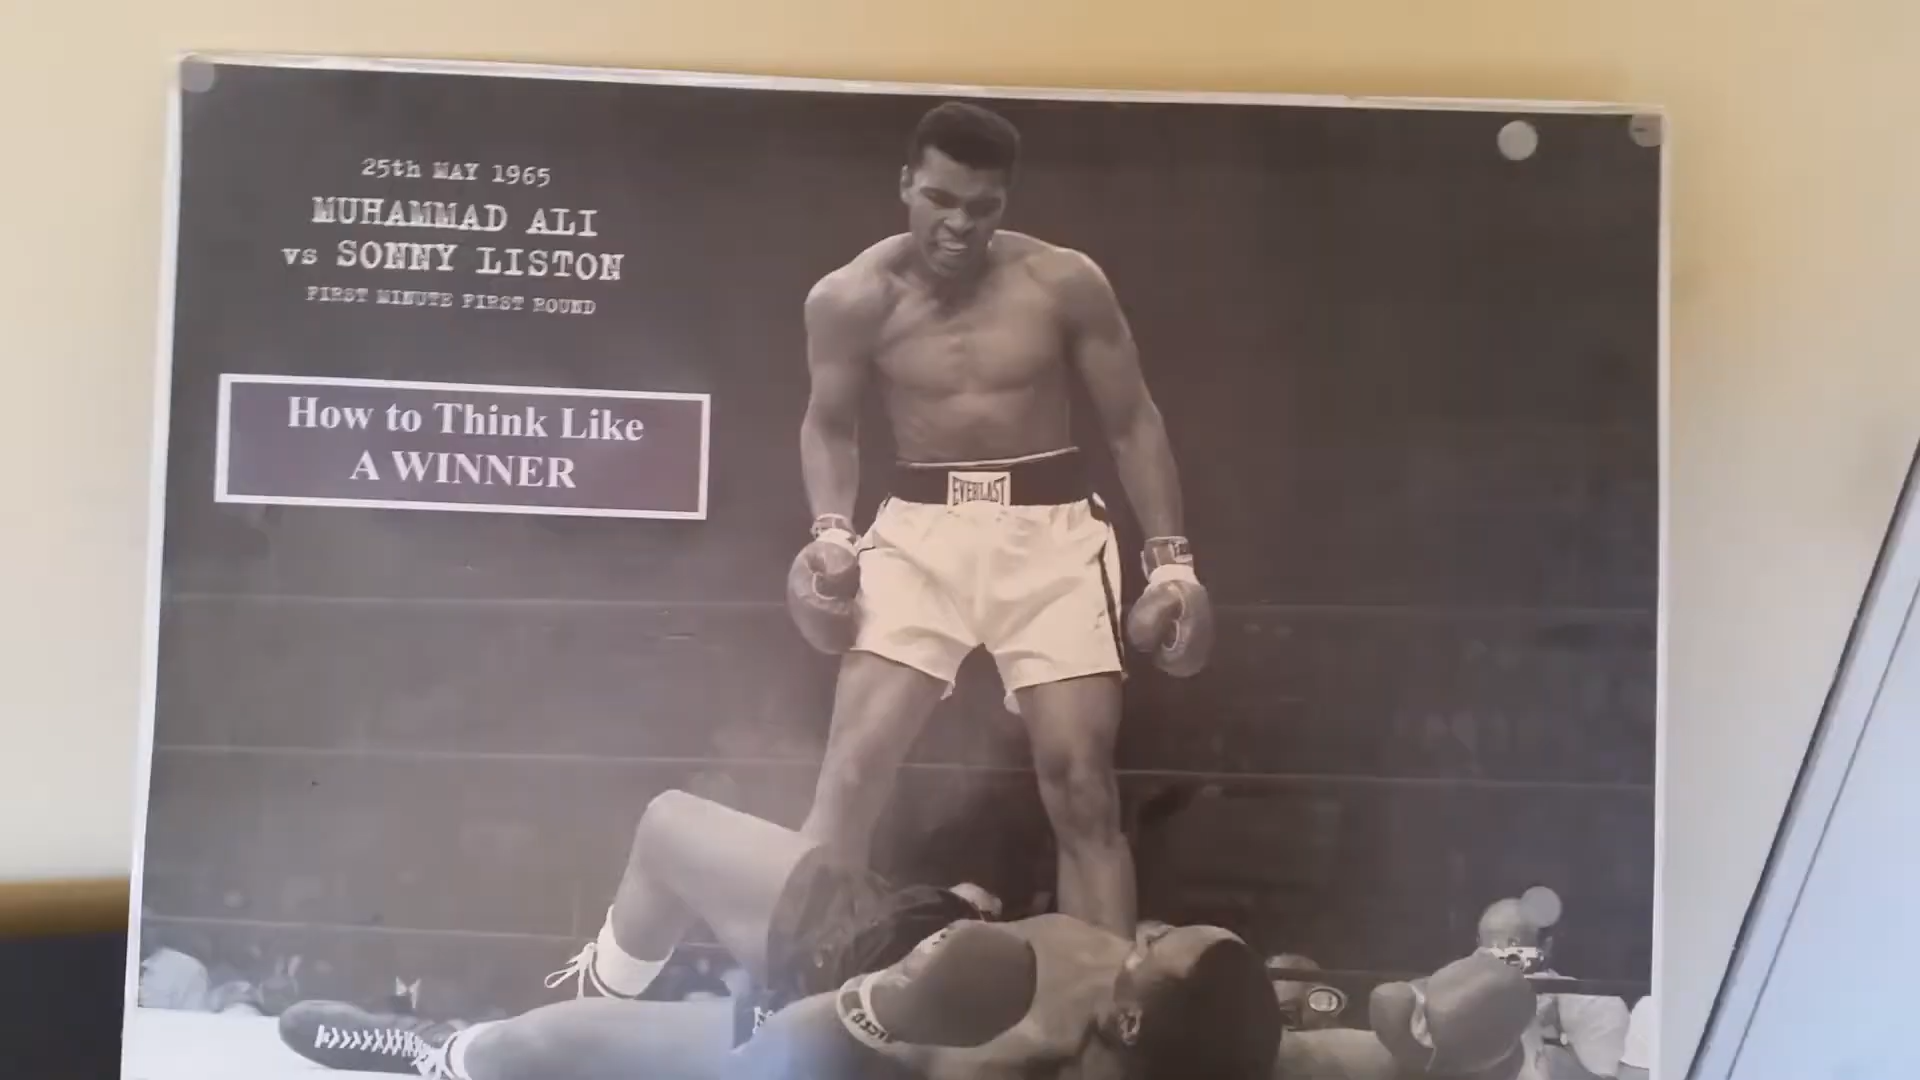 25th MAY 1965
MUHAMMAD ALI
vs SONNY LISTON
FIRST MINUTE FIRST ROUND
How to Think Like
A WINNER
EVERLAST